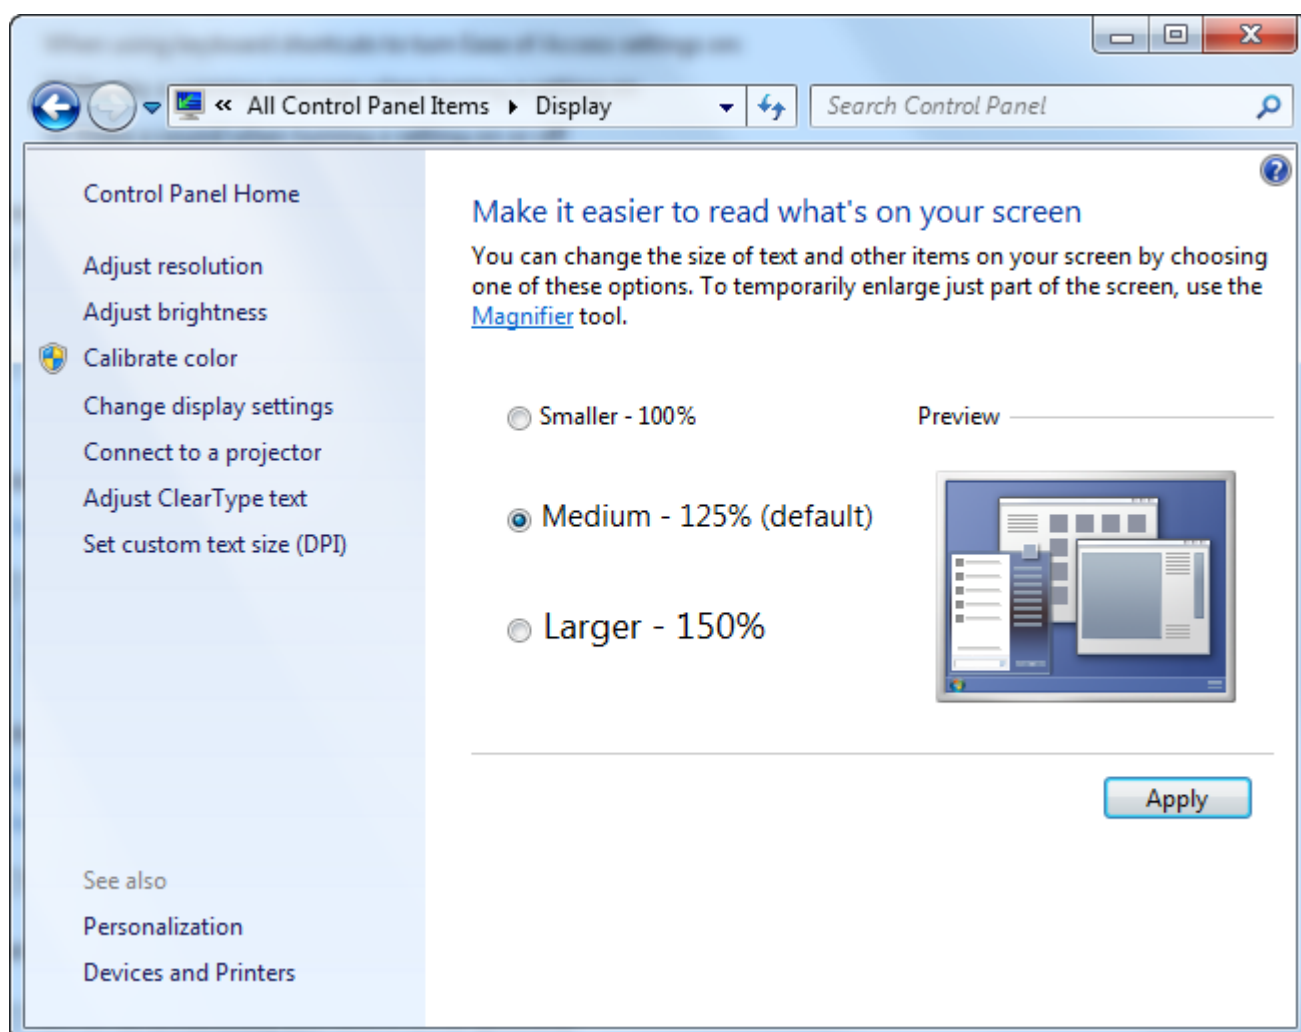 « All Control Panel Items ▸ Display
Search Control Panel
Control Panel Home
Adjust resolution
Adjust brightness
Calibrate color
Change display settings
Connect to a projector
Adjust ClearType text
Set custom text size (DPI)
See also
Personalization
Devices and Printers
Make it easier to read what's on your screen
You can change the size of text and other items on your screen by choosing
one of these options. To temporarily enlarge just part of the screen, use the
Magnifier tool.
Smaller - 100%
Preview
Medium - 125% (default)
Larger - 150%
Apply